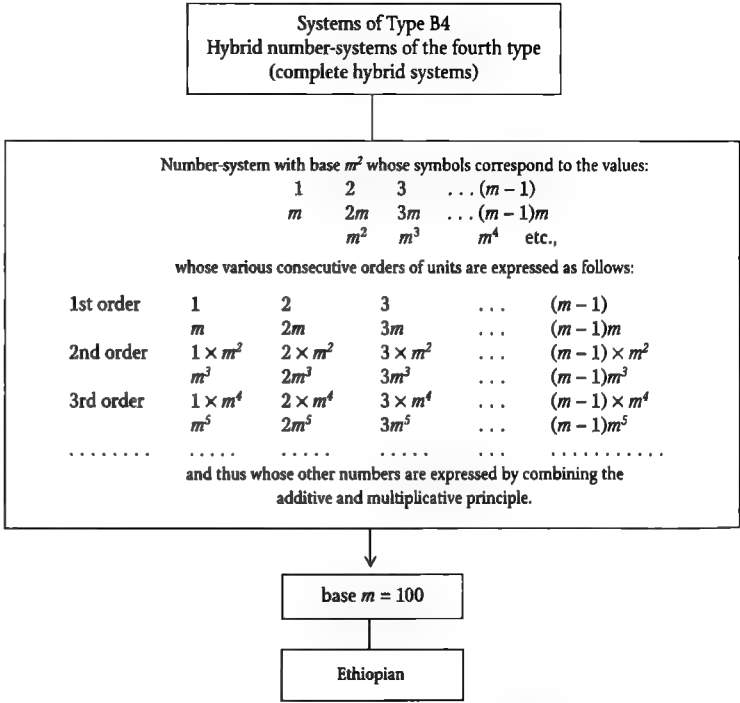 Systems of Type B4
Hybrid number-systems of the fourth type
(complete hybrid systems)
Number-system with base m² whose symbols correspond to the values:
1 2 3 ...(m – 1)
m 2m 3m ...(m – 1)m
m² m³ m⁴ etc.,
whose various consecutive orders of units are expressed as follows:
1st order 1 2 3 ... (m – 1)
m 2m 3m ... (m – 1)m
2nd order 1 × m² 2 × m² 3 × m² ... (m – 1) × m²
m³ 2m³ 3m³ ... (m – 1)m³
3rd order 1 × m⁴ 2 × m⁴ 3 × m⁴ ... (m – 1) × m⁴
m⁵ 2m⁵ 3m⁵ ... (m – 1)m⁵
........ ..... ..... ..... ... ...........
and thus whose other numbers are expressed by combining the
additive and multiplicative principle.
base m = 100
Ethiopian